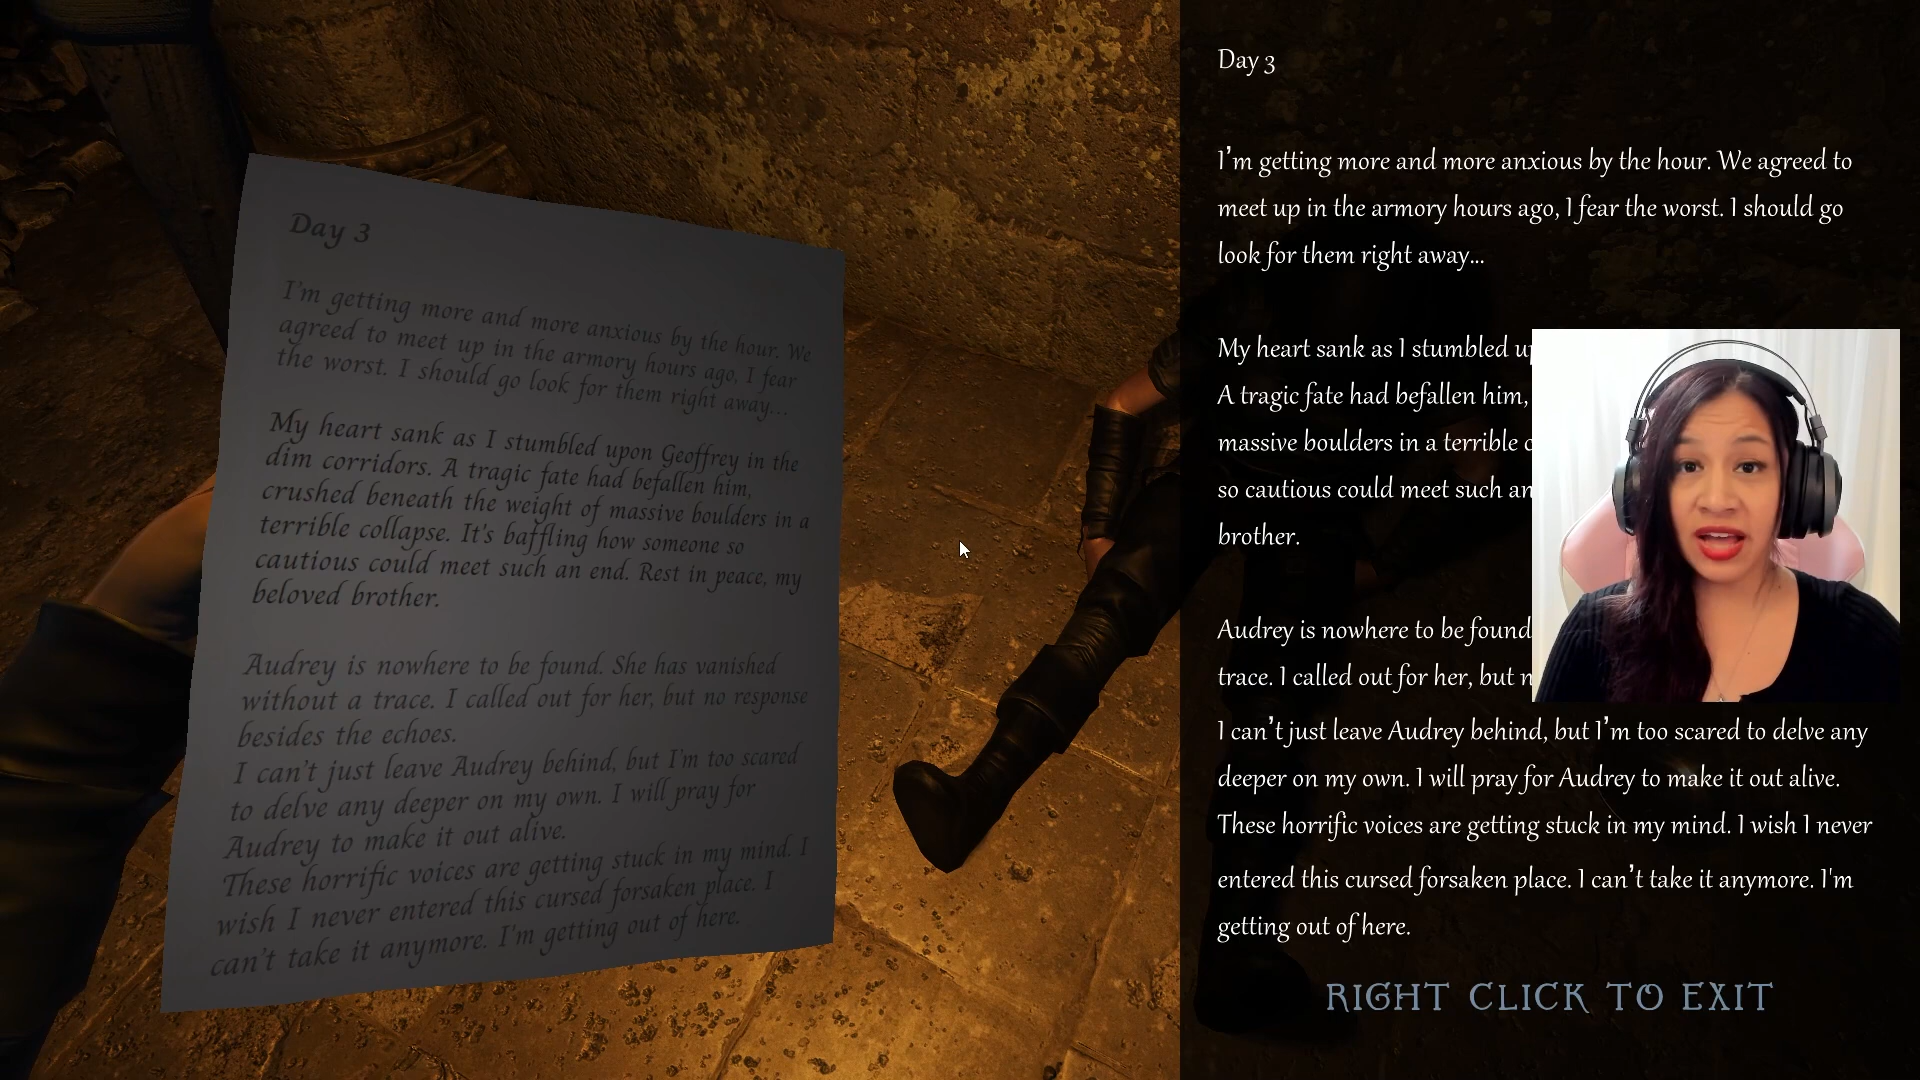 Day 3
I'm getting more and more anxious by the hour. We
agreed to meet up in the armory hours ago, I fear
the worst. I should go look for them right away...
My heart sank as I stumbled upon Geoffrey in the
dim corridors. A tragic fate had befallen him,
crushed beneath the weight of massive boulders in a
terrible collapse. It's baffling how someone so
cautious could meet such an end. Rest in peace, my
beloved brother.
Audrey is nowhere to be found. She has vanished
without a trace. I called out for her, but no response
besides the echoes.
I can't just leave Audrey behind, but I'm too scared
to delve any deeper on my own. I will pray for
Audrey to make it out alive.
These horrific voices are getting stuck in my mind. I
wish I never entered this cursed forsaken place. I
can't take it anymore. I'm getting out of here.
Day 3
I'm getting more and more anxious by the hour. We agreed to
meet up in the armory hours ago, I fear the worst. I should go
look for them right away...
My heart sank as I stumbled
A tragic fate had befallen him,
massive boulders in a terrible
so cautious could meet such an
brother.
Audrey is nowhere to be found
trace. I called out for her, but
I can't just leave Audrey behind, but I'm too scared to delve any
deeper on my own. I will pray for Audrey to make it out alive.
These horrific voices are getting stuck in my mind. I wish I never
entered this cursed forsaken place. I can't take it anymore. I'm
getting out of here.
RIGHT CLICK TO EXIT